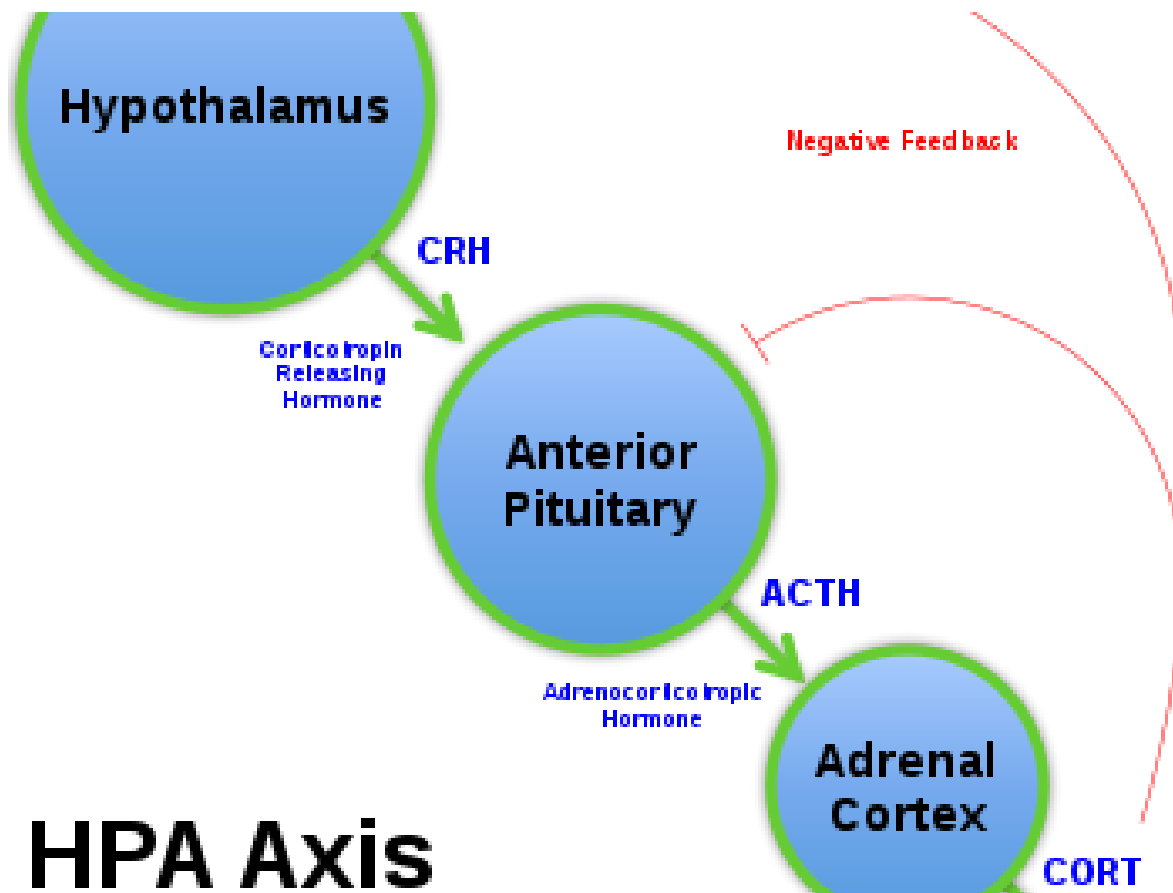 Hypothalamus
Negative Feedback
CRH
Corticotropin
Releasing
Hormone
Anterior
Pituitary
ACTH
Adrenocorticotropic
Hormone
Adrenal
Cortex
HPA Axis
CORT